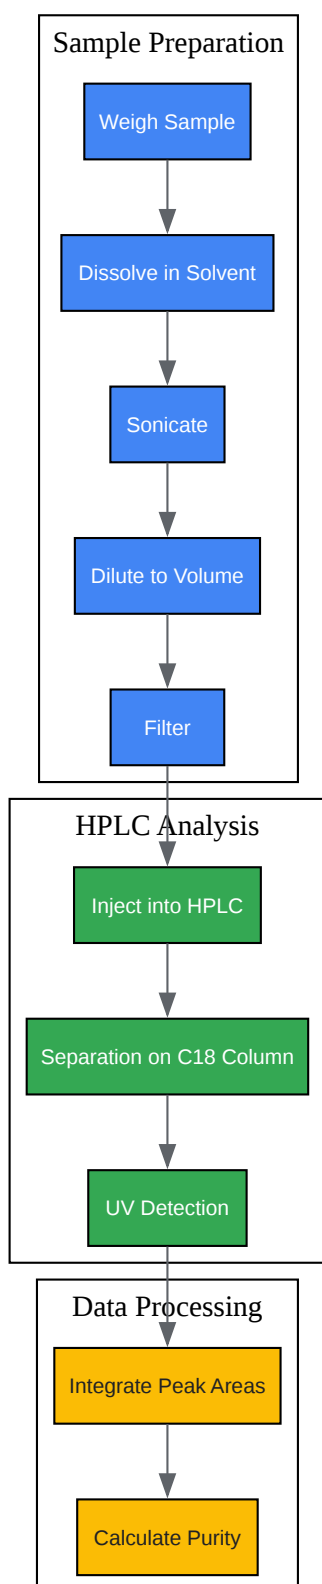 Sample Preparation
Weigh Sample
Dissolve in Solvent
Sonicate
Dilute to Volume
Filter
HPLC Analysis
Inject into HPLC
Separation on C18 Column
UV Detection
Data Processing
Integrate Peak Areas
Calculate Purity